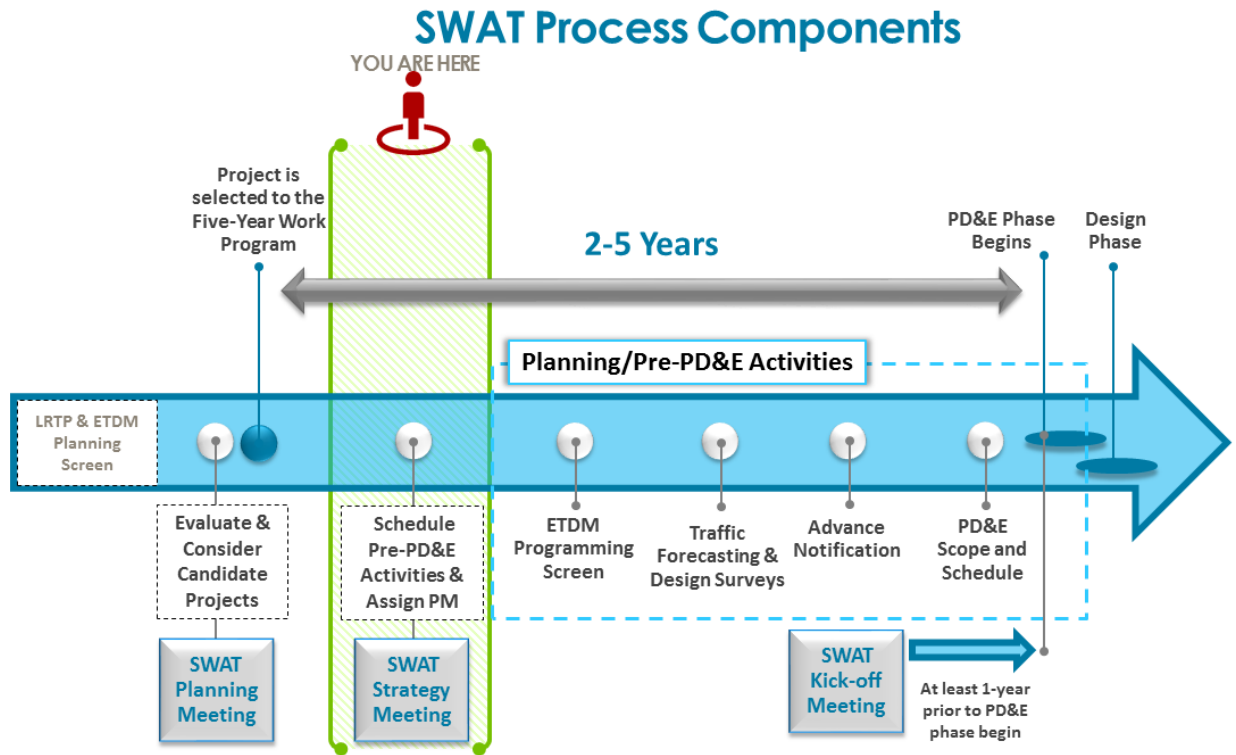 SWAT Process Components
YOU ARE HERE
Project is
selected to the
Five-Year Work
Program
2-5 Years
PD&E Phase
Begins
Design
Phase
Planning/Pre-PD&E Activities
LRTP & ETDM
Planning
Screen
Evaluate &
Consider
Candidate
Projects
Schedule
Pre-PD&E
Activities &
Assign PM
ETDM
Programming
Screen
Traffic
Forecasting &
Design Surveys
Advance
Notification
PD&E
Scope and
Schedule
SWAT
Planning
Meeting
SWAT
Strategy
Meeting
SWAT
Kick-off
Meeting
At least 1-year
prior to PD&E
phase begin